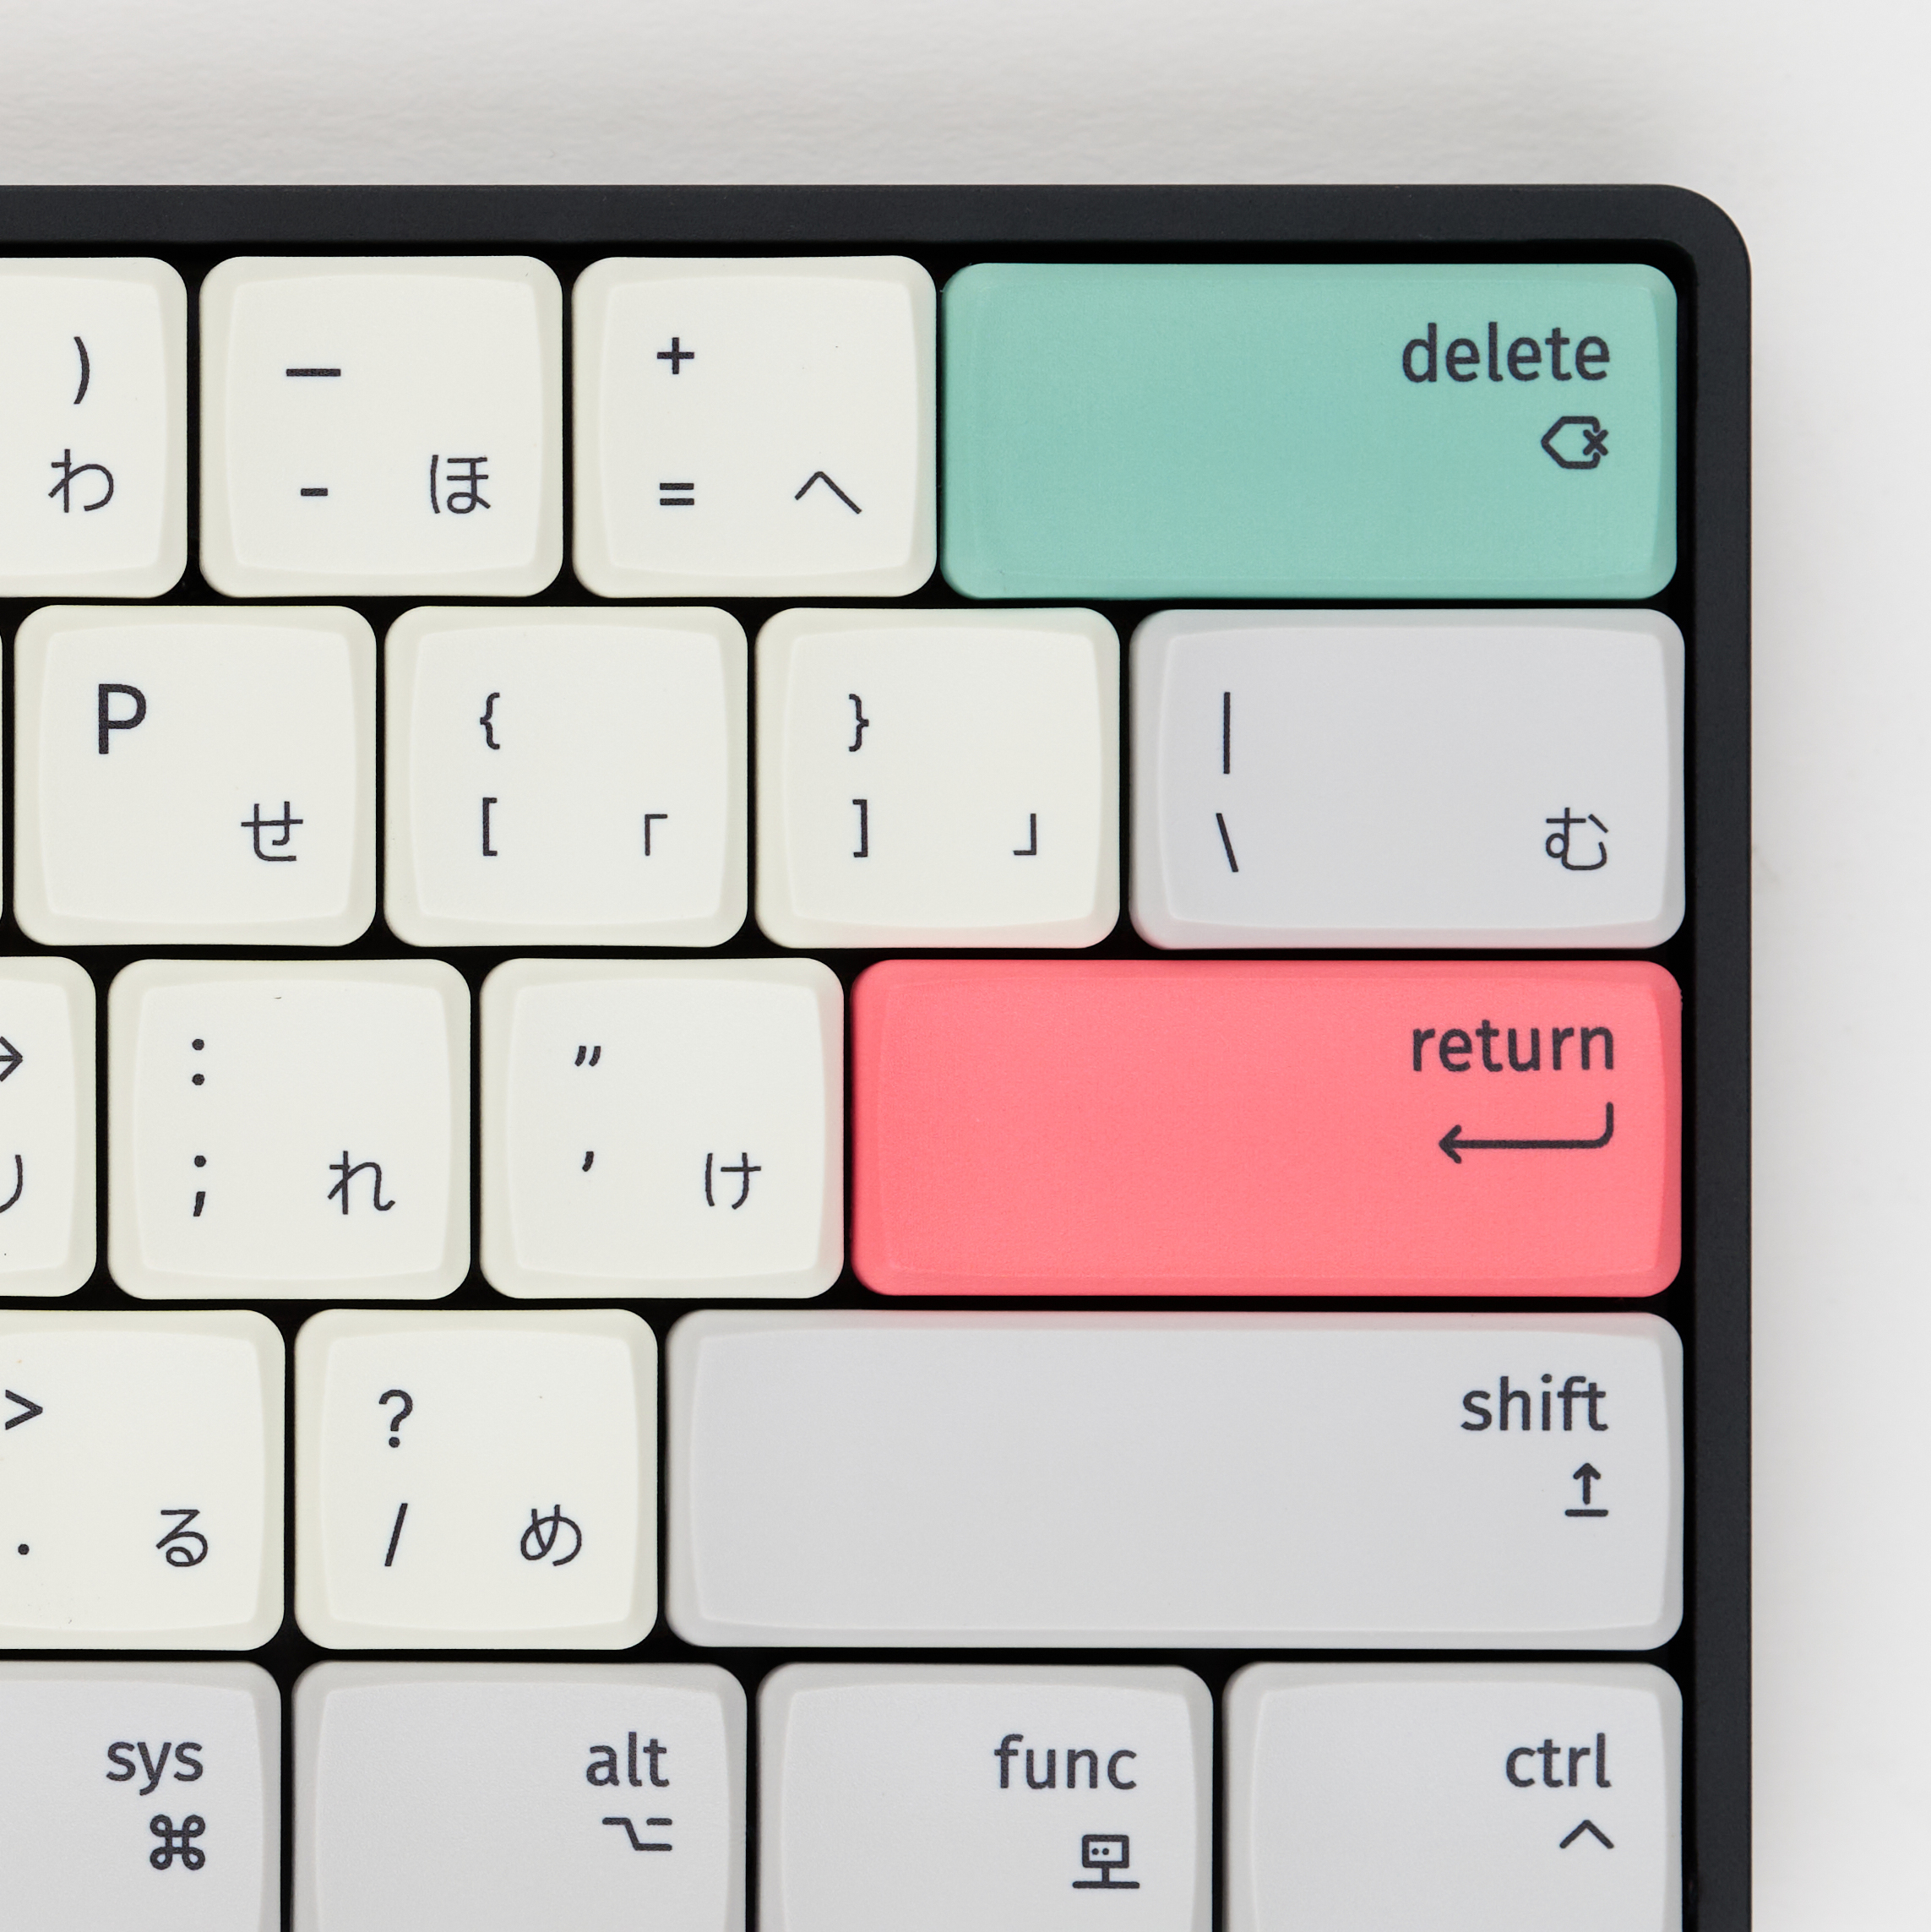 )
わ
— 
- ほ
+
= へ
delete
P
せ
{
[ 「
}
] 」
|
\ む
→
:
; れ
”
’ け
return
>
. る
?
/ め
shift
sys
⌘
alt
⌥
func
ctrl
^